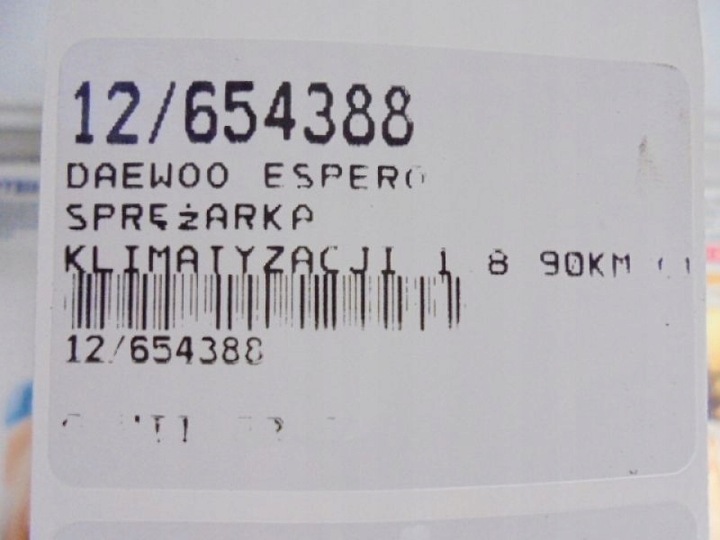 12/654388
DAEWOO ESPERO
SPRĘŻARKA
KLIMATYZACJI 1 8 90KM
12/654388